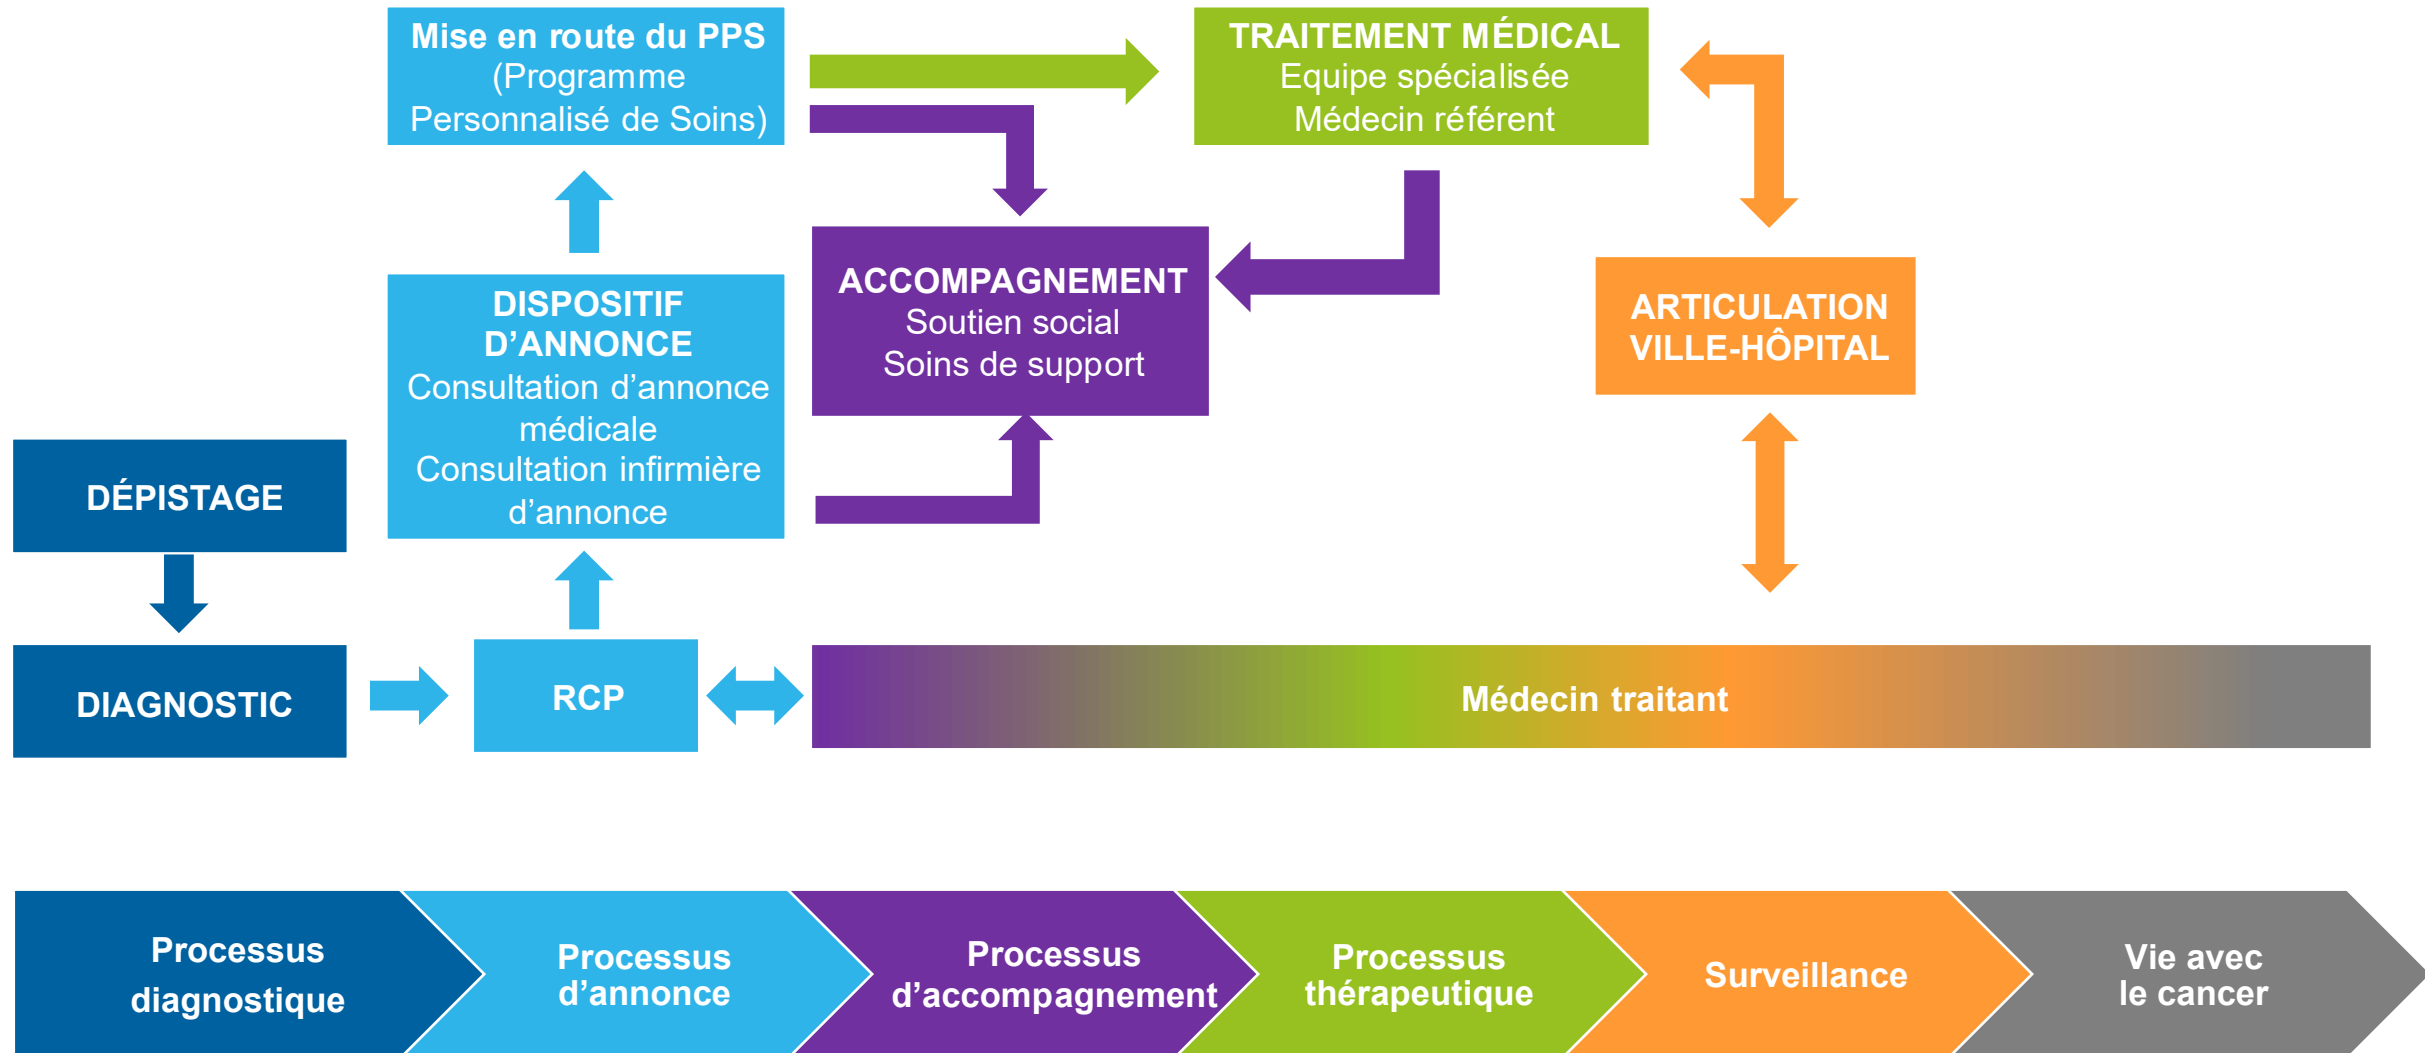 Mise en route du PPS
(Programme
Personnalisé de Soins)
TRAITEMENT MÉDICAL
Equipe spécialisée
Médecin référent
DISPOSITIF
D’ANNONCE
Consultation d’annonce
médicale
Consultation infirmière
d’annonce
ACCOMPAGNEMENT
Soutien social
Soins de support
ARTICULATION
VILLE-HÔPITAL
DÉPISTAGE
DIAGNOSTIC
RCP
Médecin traitant
Processus
diagnostique
Processus
d’annonce
Processus
d’accompagnement
Processus
thérapeutique
Surveillance
Vie avec
le cancer